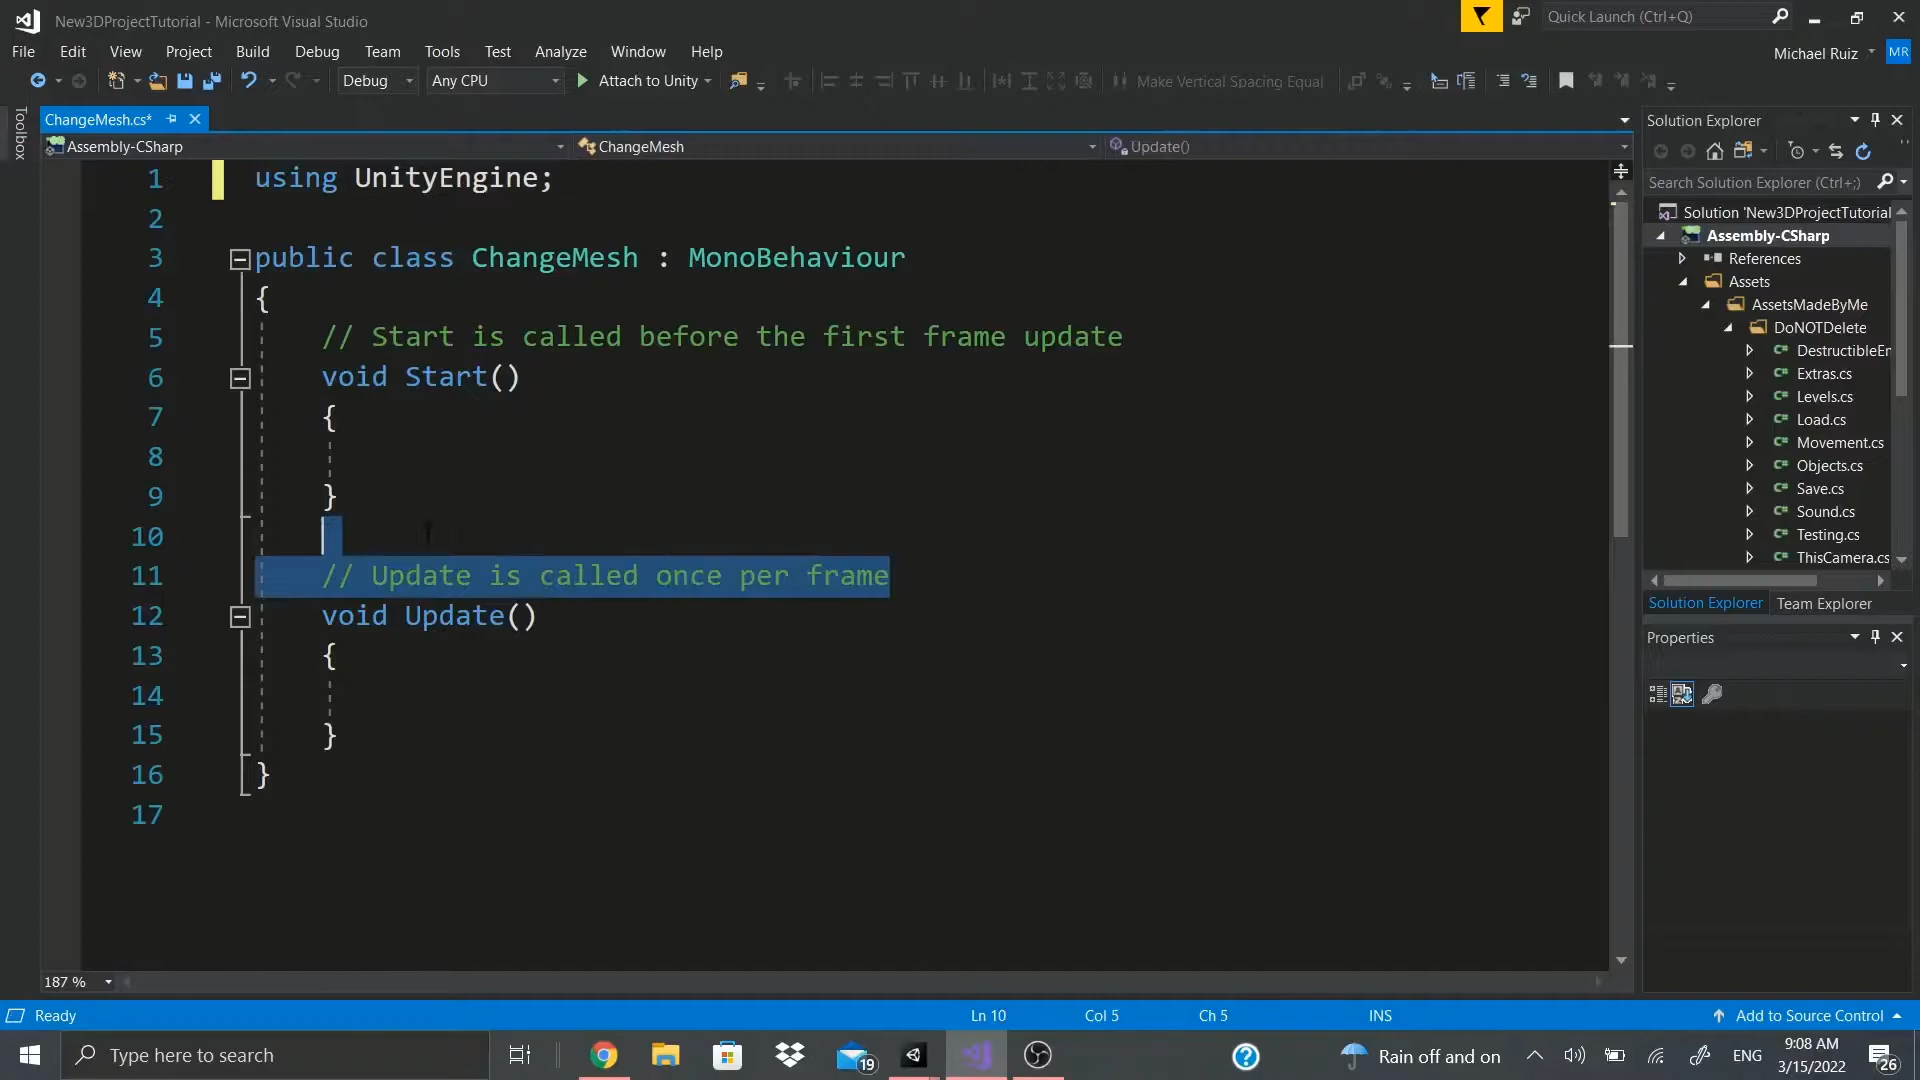 New3DProjectTutorial - Microsoft Visual Studio
Quick Launch (Ctrl+Q)
File Edit View Project Build Debug Team Tools Test Analyze Window Help
Michael Ruiz MR
Debug Any CPU Attach to Unity Make Vertical Spacing Equal
Toolbox
ChangeMesh.cs*
Assembly-CSharp ChangeMesh Update()
1 using UnityEngine;
2
3 public class ChangeMesh : MonoBehaviour
4 {
5 // Start is called before the first frame update
6 void Start()
7 {
8
9 }
10
11 // Update is called once per frame
12 void Update()
13 {
14
15 }
16 }
17
187 %
Solution Explorer
Search Solution Explorer (Ctrl+;)
Solution 'New3DProjectTutorial
Assembly-CSharp
References
Assets
AssetsMadeByMe
DoNOTDelete
DestructibleEn
Extras.cs
Levels.cs
Load.cs
Movement.cs
Objects.cs
Save.cs
Sound.cs
Testing.cs
ThisCamera.cs
Solution Explorer Team Explorer
Properties
Ready Ln 10 Col 5 Ch 5 INS Add to Source Control
Type here to search
19
Rain off and on
ENG
9:08 AM
3/15/2022
26